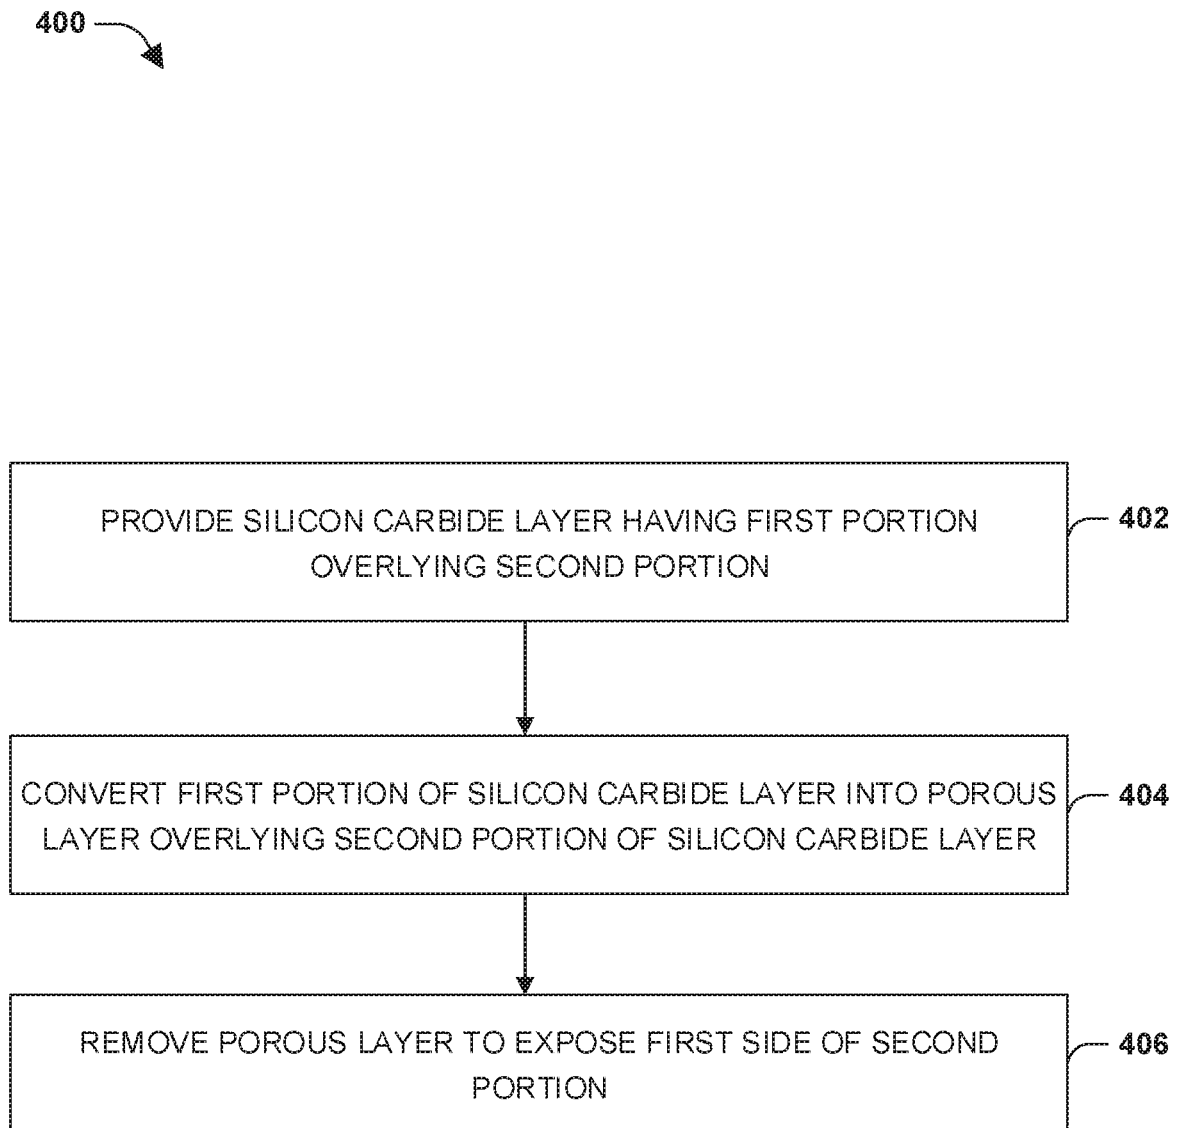 400
PROVIDE SILICON CARBIDE LAYER HAVING FIRST PORTION
OVERLYING SECOND PORTION
402
CONVERT FIRST PORTION OF SILICON CARBIDE LAYER INTO POROUS
LAYER OVERLYING SECOND PORTION OF SILICON CARBIDE LAYER
404
REMOVE POROUS LAYER TO EXPOSE FIRST SIDE OF SECOND
PORTION
406